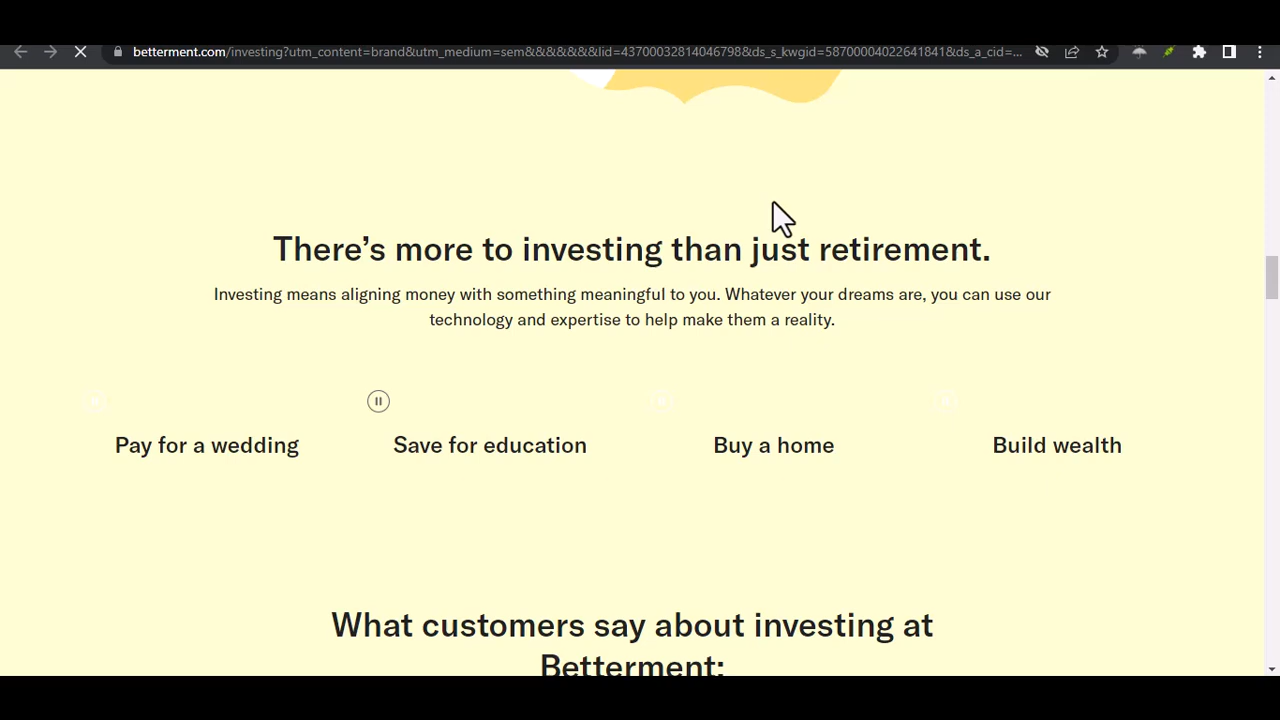 betterment.com/investing?utm_content=brand&utm_medium=sem&&&&&&&lid=43700032814046798&ds_s_kwgid=58700004022641841&ds_a_cid=...
There's more to investing than just retirement.
Investing means aligning money with something meaningful to you. Whatever your dreams are, you can use our
technology and expertise to help make them a reality.
Pay for a wedding
Save for education
Buy a home
Build wealth
What customers say about investing at
Betterment: